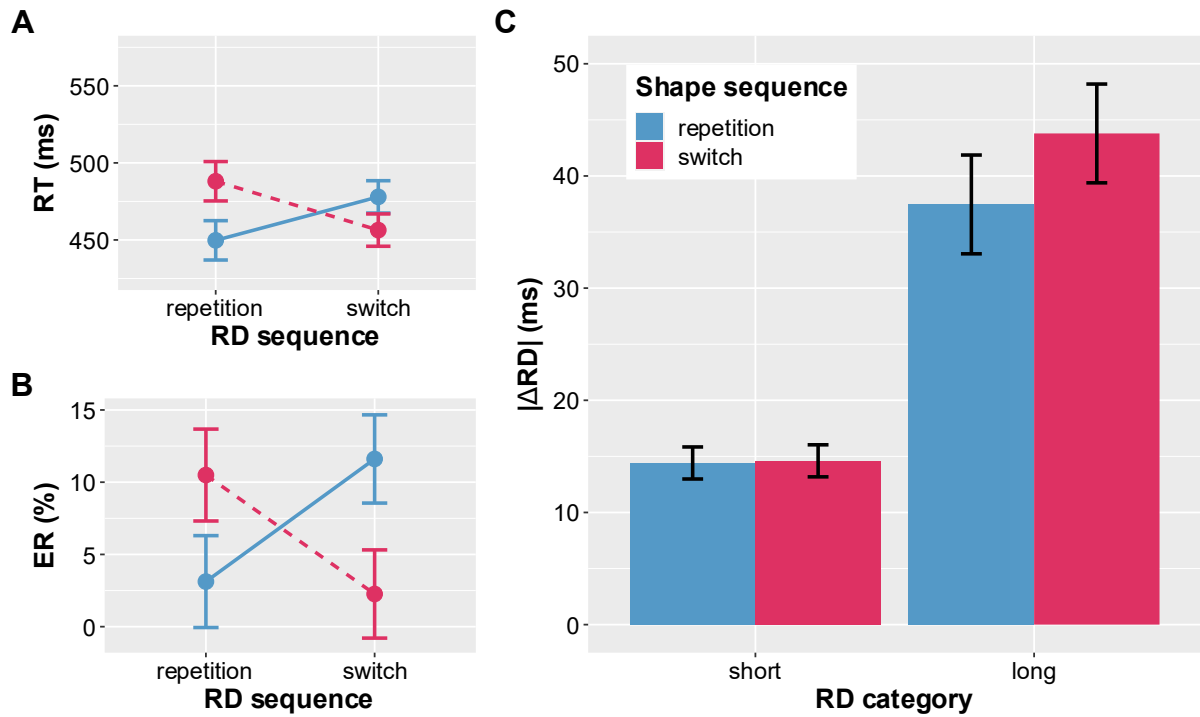 A
RT (ms)
550
500
450
repetition switch
RD sequence
B
ER (%)
15
10
5
0
repetition switch
RD sequence
C
|ΔRD| (ms)
50
40
30
20
10
0
Shape sequence
repetition
switch
short long
RD category